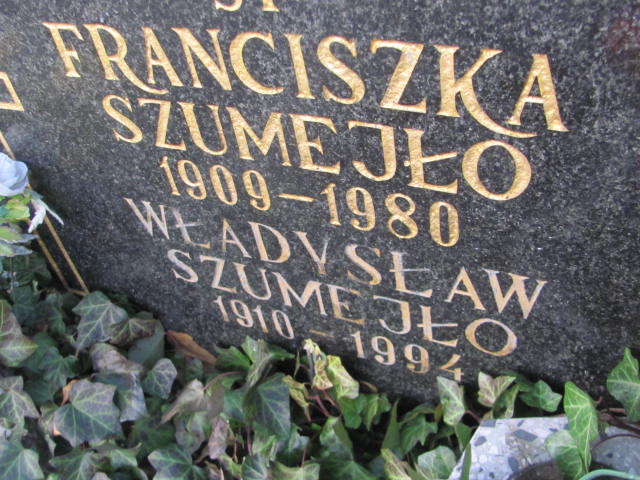 FRANCISZKA
SZUMEJŁO
1909–1980
WŁADYSŁAW
SZUMEJŁO
1910–1994